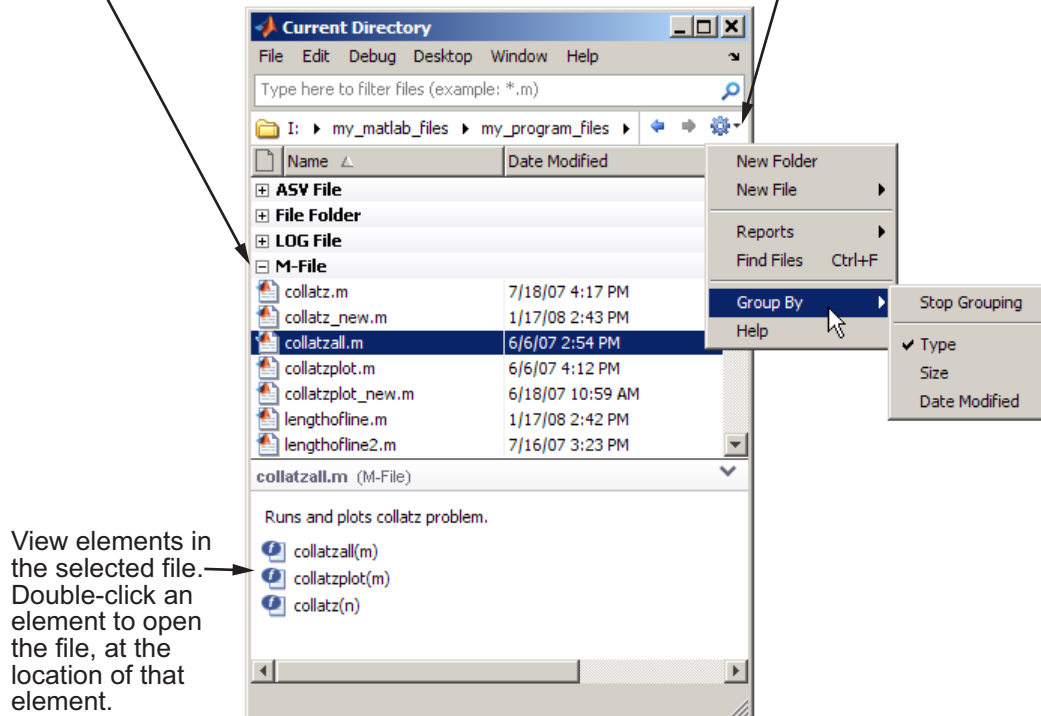 Current Directory
File Edit Debug Desktop Window Help
Type here to filter files (example: *.m)
I: my_matlab_files my_program_files
Name Date Modified
ASV File
File Folder
LOG File
M-File
collatz.m 7/18/07 4:17 PM
collatz_new.m 1/17/08 2:43 PM
collatzall.m 6/6/07 2:54 PM
collatzplot.m 6/6/07 4:12 PM
collatzplot_new.m 6/18/07 10:59 AM
lengthofline.m 1/17/08 2:42 PM
lengthofline2.m 7/16/07 3:23 PM
New Folder
New File
Reports
Find Files Ctrl+F
Group By
Help
Stop Grouping
Type
Size
Date Modified
collatzall.m (M-File)
Runs and plots collatz problem.
collatzall(m)
collatzplot(m)
collatz(n)
View elements in
the selected file.
Double-click an
element to open
the file, at the
location of that
element.